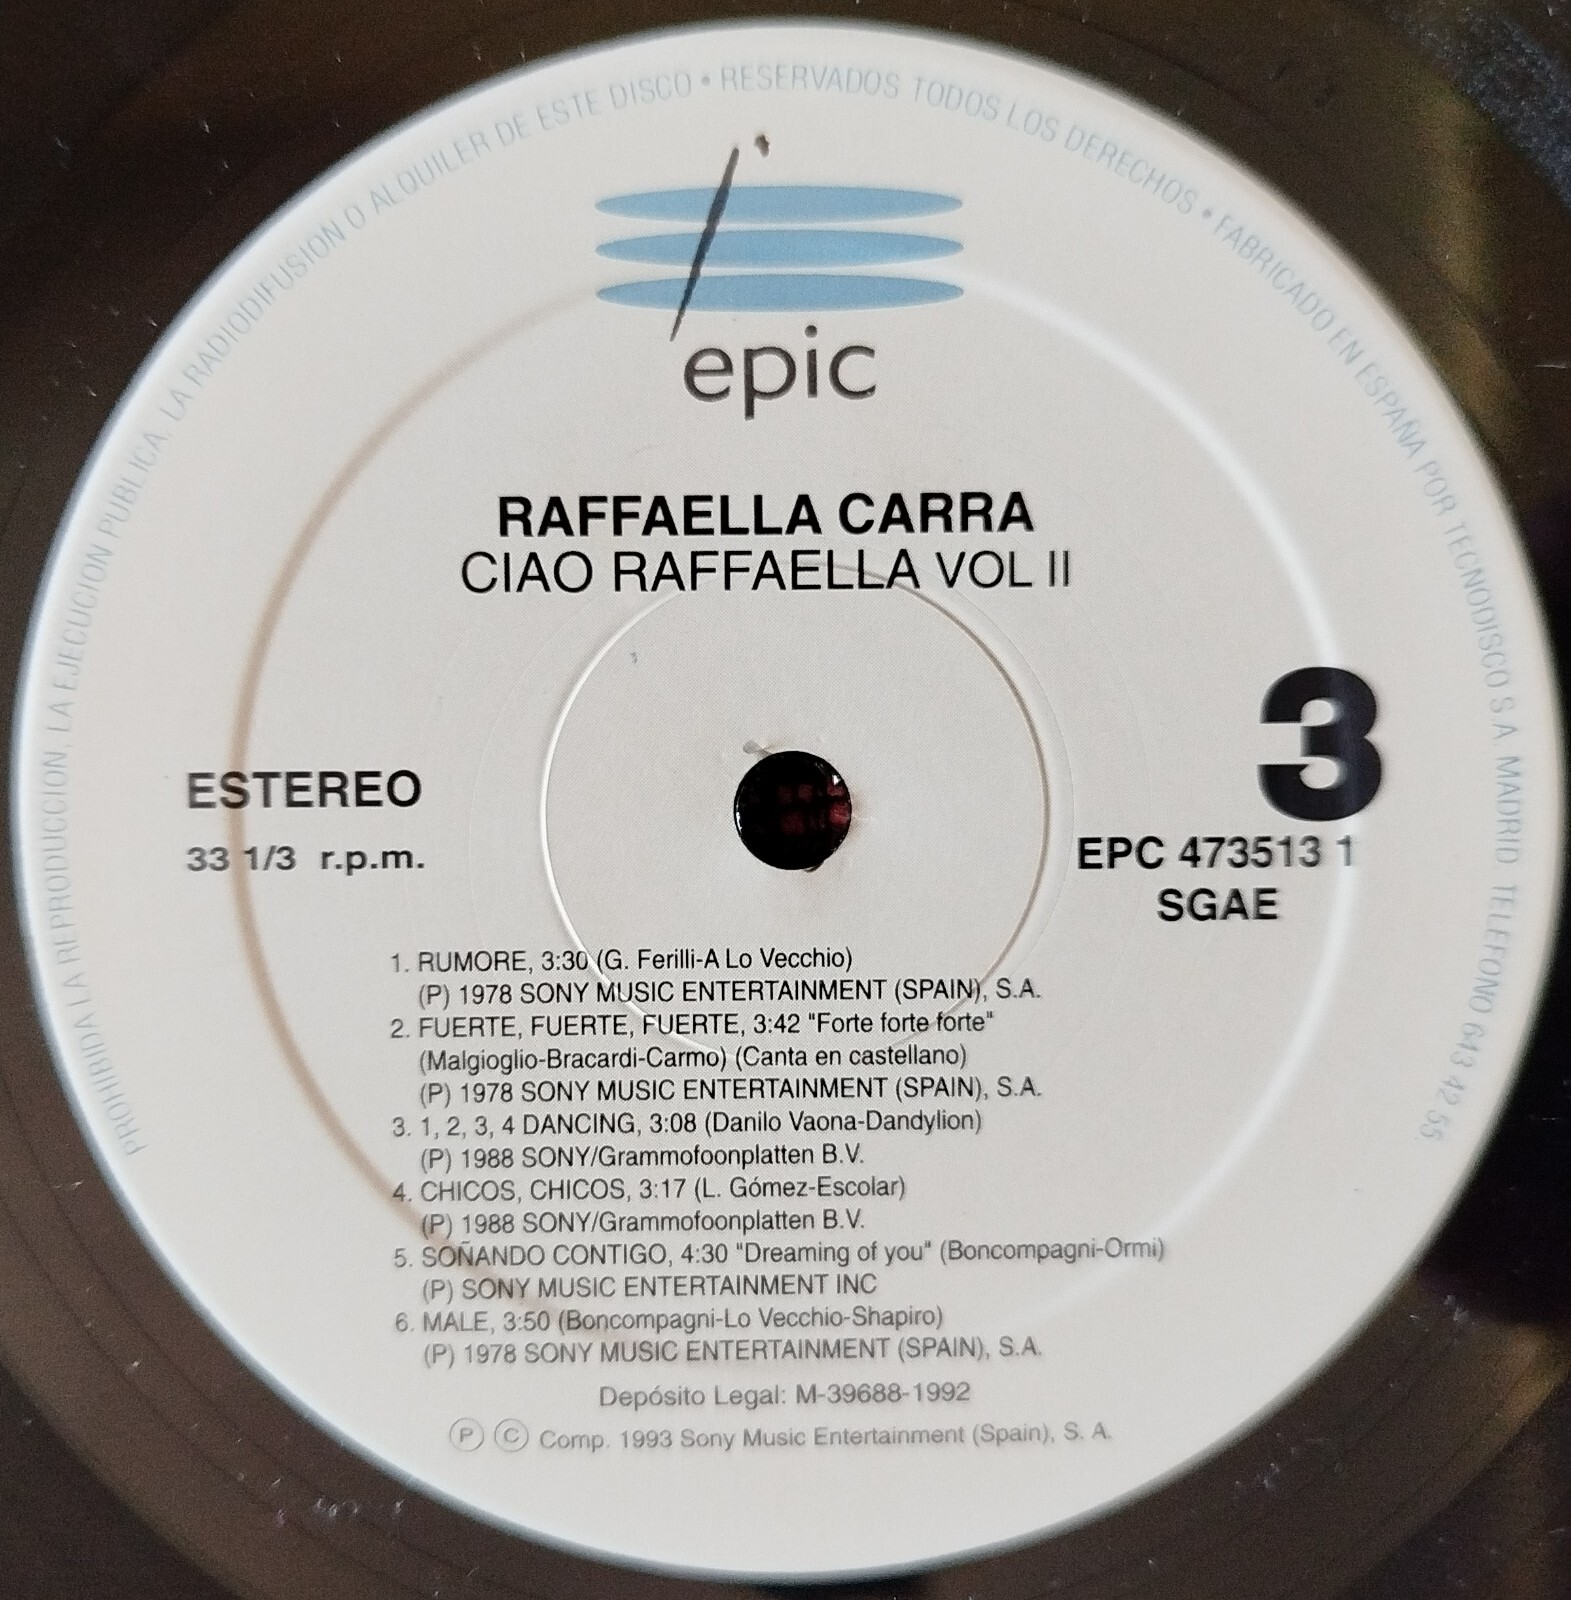 PROHIBIDA LA REPRODUCCION, LA EJECUCION PUBLICA, LA RADIODIFUSION O ALQUILER DE ESTE DISCO • RESERVADOS TODOS LOS DERECHOS • FABRICADO EN ESPAÑA POR TECNODISCO S.A. MADRID TELEFONO 643 42 55
epic
RAFFAELLA CARRA
CIAO RAFFAELLA VOL II
3
ESTEREO
33 1/3 r.p.m.
EPC 473513 1
SGAE
1. RUMORE, 3:30 (G. Ferilli-A Lo Vecchio)
(P) 1978 SONY MUSIC ENTERTAINMENT (SPAIN), S.A.
2. FUERTE, FUERTE, FUERTE, 3:42 "Forte forte forte"
(Malgioglio-Bracardi-Carmo) (Canta en castellano)
(P) 1978 SONY MUSIC ENTERTAINMENT (SPAIN), S.A.
3. 1, 2, 3, 4 DANCING, 3:08 (Danilo Vaona-Dandylion)
(P) 1988 SONY/Grammofoonplatten B.V.
4. CHICOS, CHICOS, 3:17 (L. Gómez-Escolar)
(P) 1988 SONY/Grammofoonplatten B.V.
5. SOÑANDO CONTIGO, 4:30 "Dreaming of you" (Boncompagni-Ormi)
(P) SONY MUSIC ENTERTAINMENT INC
6. MALE, 3:50 (Boncompagni-Lo Vecchio-Shapiro)
(P) 1978 SONY MUSIC ENTERTAINMENT (SPAIN), S.A.
Depósito Legal: M-39688-1992
Ⓟ Ⓒ Comp. 1993 Sony Music Entertainment (Spain), S. A.